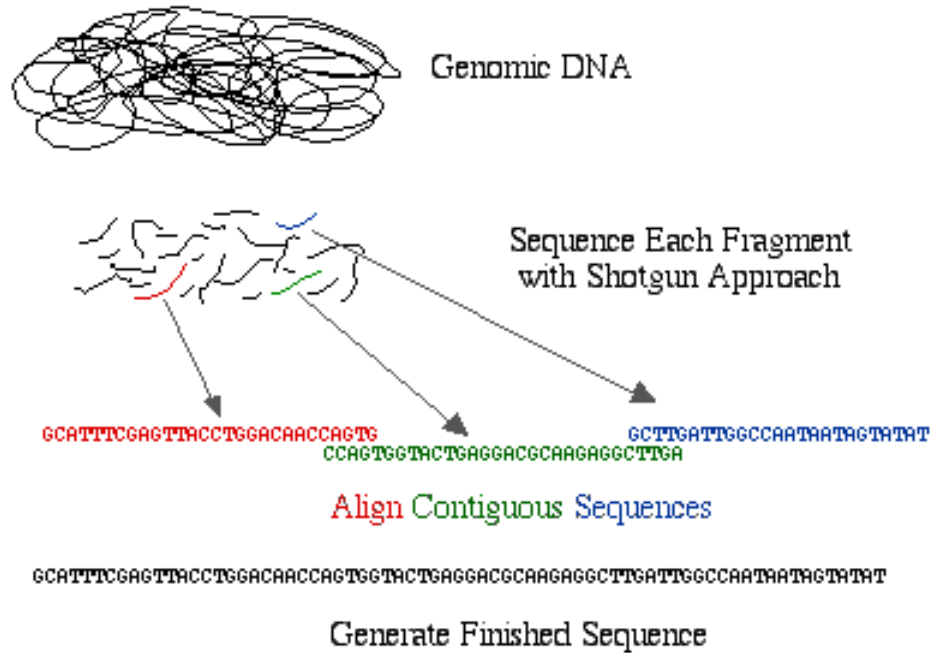 Genomic DNA
Sequence Each Fragment
with Shotgun Approach
GCATTTCGAGTTACCTGGACAACCAGTG
GCTTGATTGGCCAATAATAGTATAT
CCAGTGGTACTGAGGACGCAAGAGGCTTGA
Align Contiguous Sequences
GCATTTCGAGTTACCTGGACAACCAGTGGTACTGAGGACGCAAGAGGCTTGATTGGCCAATAATAGTATAT
Generate Finished Sequence